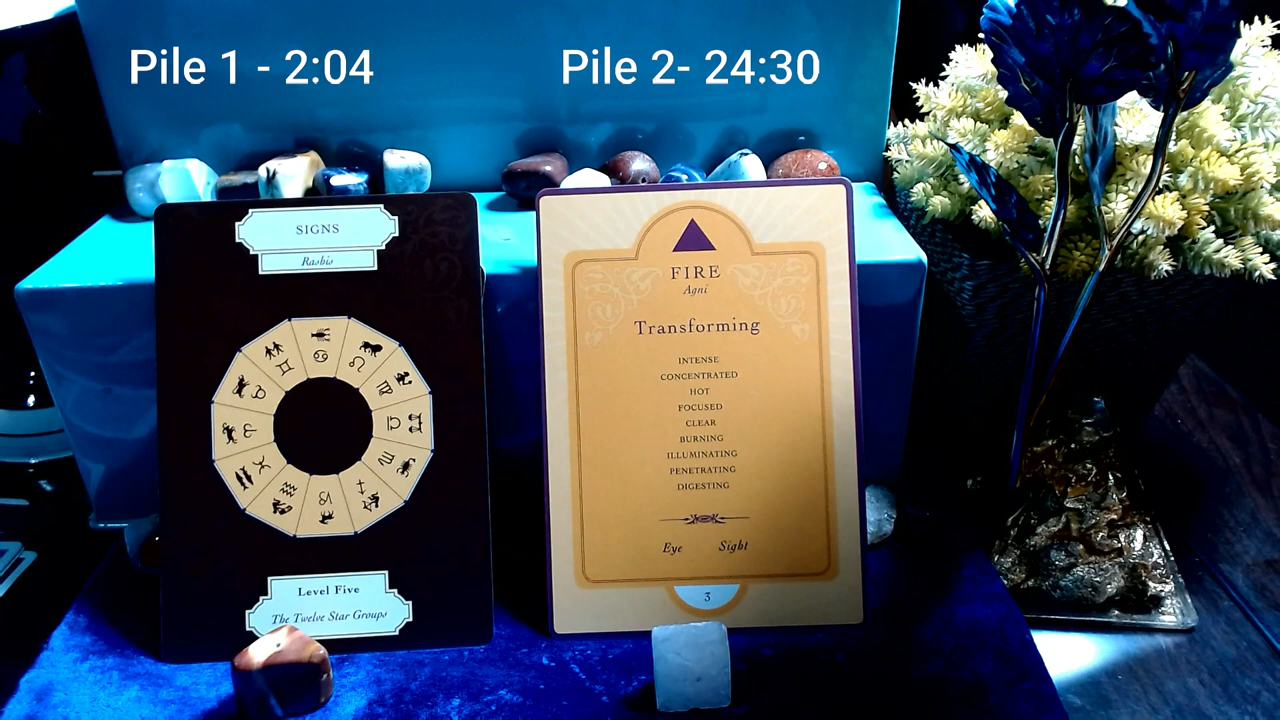 Pile 1 - 2:04
Pile 2- 24:30
SIGNS
Rashis
Level Five
The Twelve Star Groups
FIRE
Agni
Transforming
INTENSE
CONCENTRATED
HOT
FOCUSED
CLEAR
BURNING
ILLUMINATING
PENETRATING
DIGESTING
Eye Sight
3